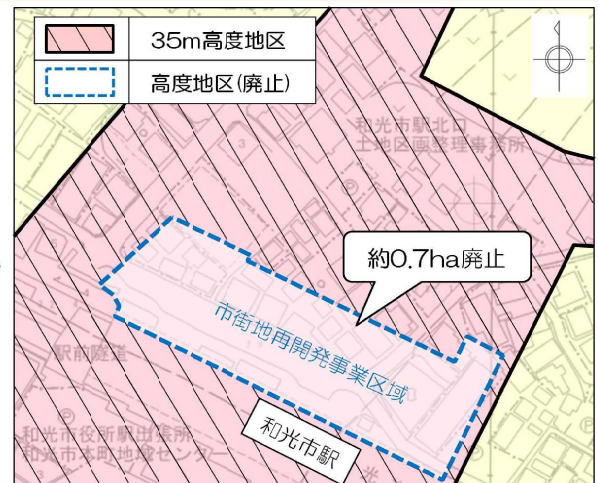 35m高度地区
高度地区(廃止)
和光市駅北口
土地区画整理事務所
約0.7ha廃止
市街地再開発事業区域
駅前隧道
和光市駅
和光市役所駅出張所
和光市本町地域センター
光